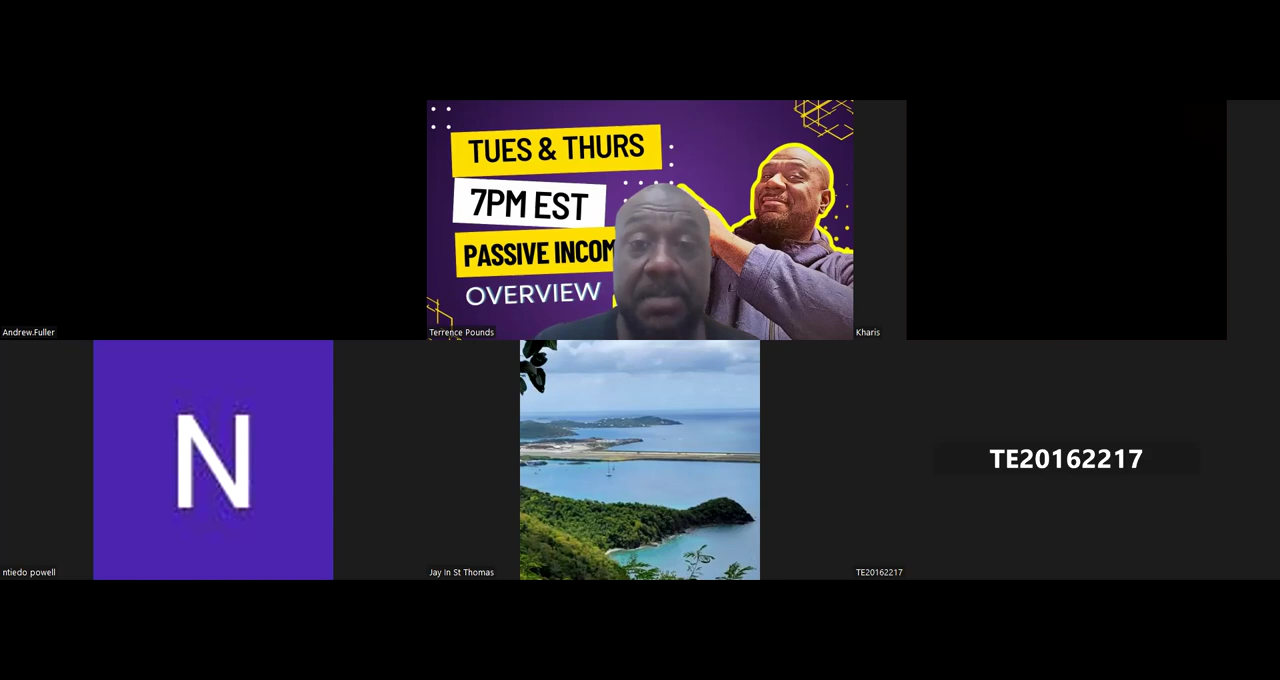 TUES & THURS
7PM EST
PASSIVE INCOM
OVERVIEW
Andrew.Fuller
Terrence Pounds
Kharis
N
TE20162217
ntiedo powell
Jay In St Thomas
TE20162217